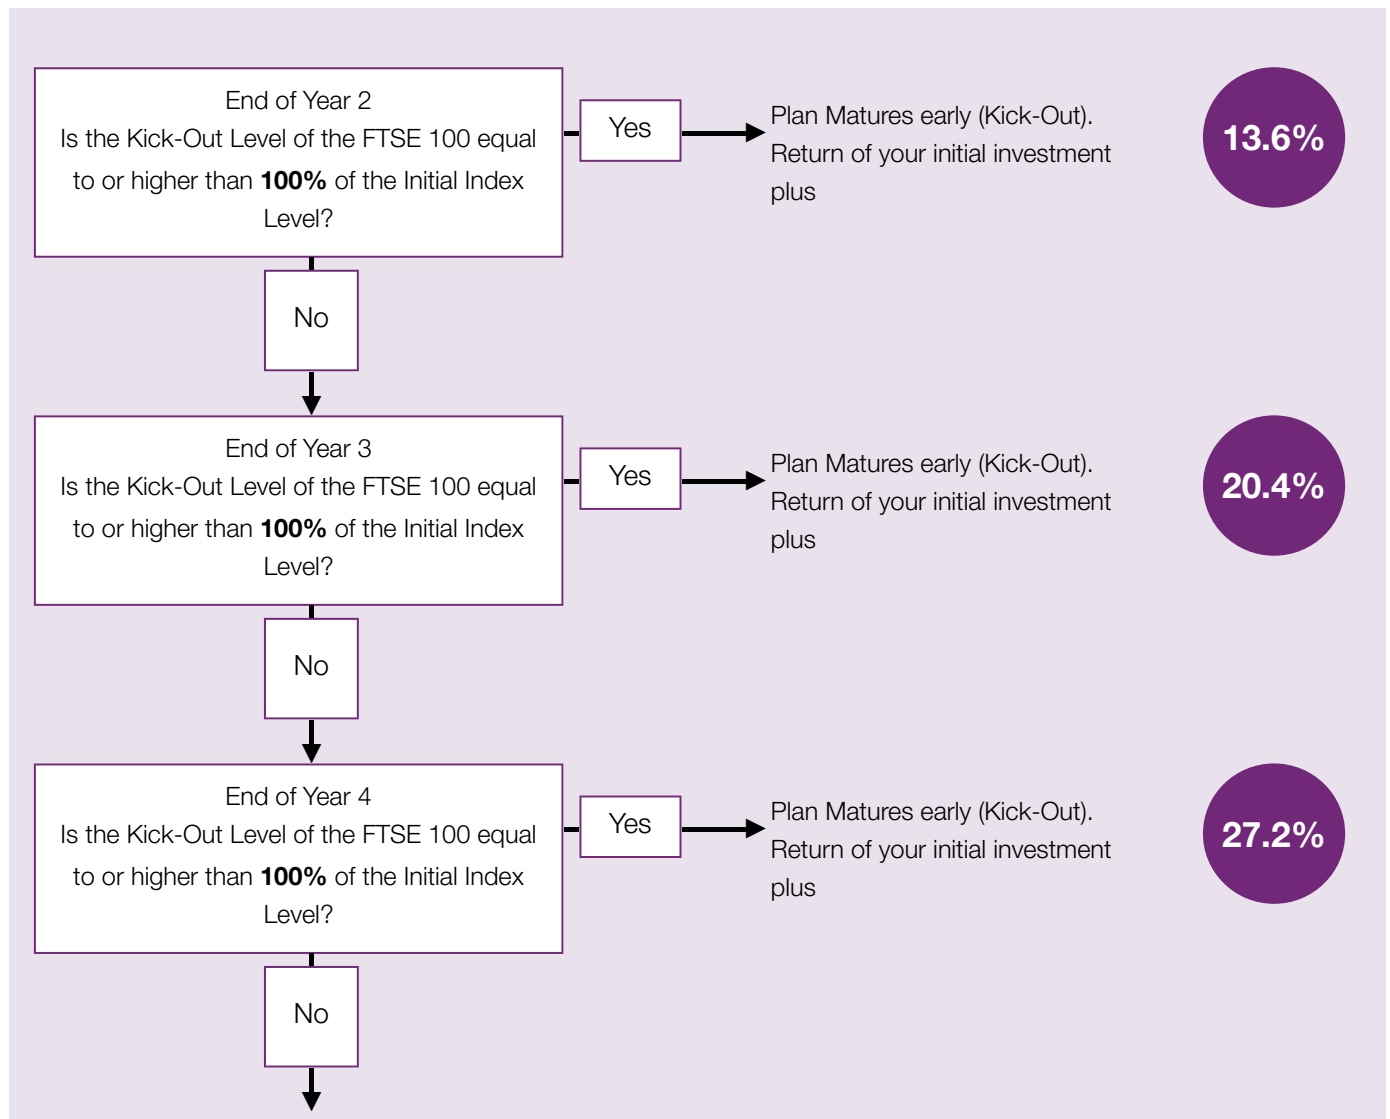 End of Year 2
Is the Kick-Out Level of the FTSE 100 equal
to or higher than 100% of the Initial Index
Level?
Yes
Plan Matures early (Kick-Out).
Return of your initial investment
plus
13.6%
No
End of Year 3
Is the Kick-Out Level of the FTSE 100 equal
to or higher than 100% of the Initial Index
Level?
Yes
Plan Matures early (Kick-Out).
Return of your initial investment
plus
20.4%
No
End of Year 4
Is the Kick-Out Level of the FTSE 100 equal
to or higher than 100% of the Initial Index
Level?
Yes
Plan Matures early (Kick-Out).
Return of your initial investment
plus
27.2%
No